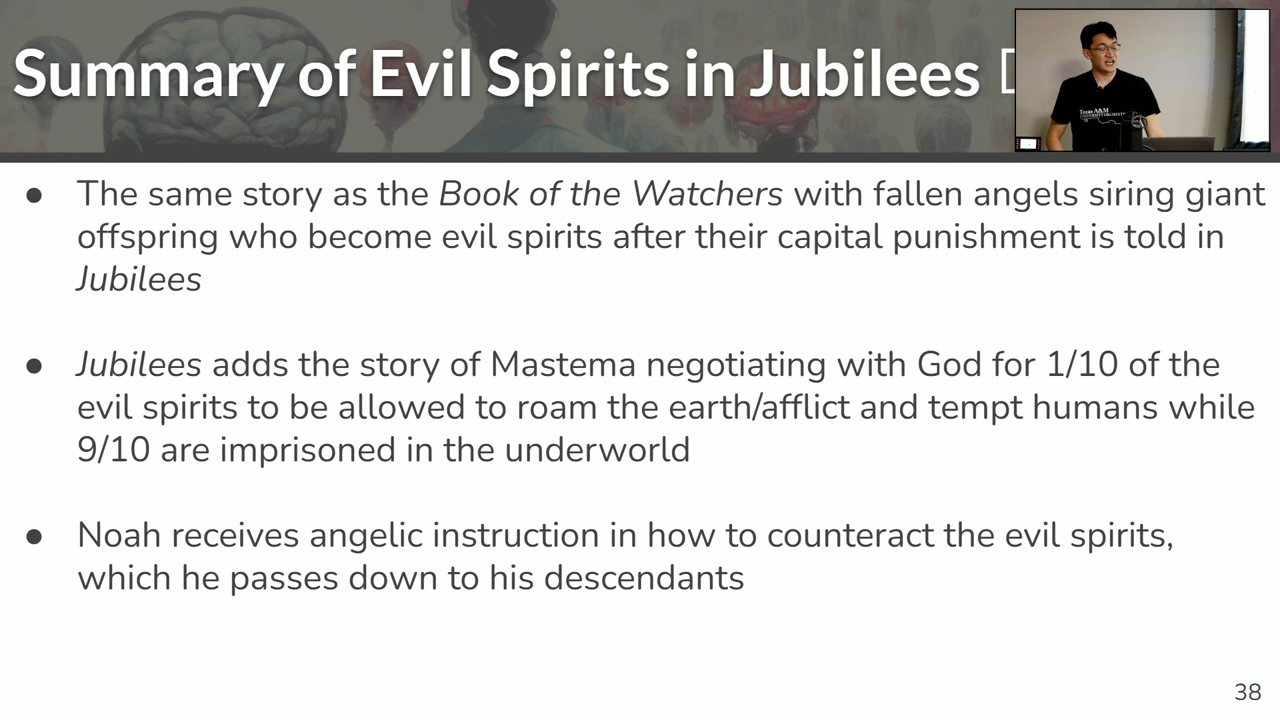 Summary of Evil Spirits in Jubilees
Texas A&M
● The same story as the Book of the Watchers with fallen angels siring giant
offspring who become evil spirits after their capital punishment is told in
Jubilees
● Jubilees adds the story of Mastema negotiating with God for 1/10 of the
evil spirits to be allowed to roam the earth/afflict and tempt humans while
9/10 are imprisoned in the underworld
● Noah receives angelic instruction in how to counteract the evil spirits,
which he passes down to his descendants
38